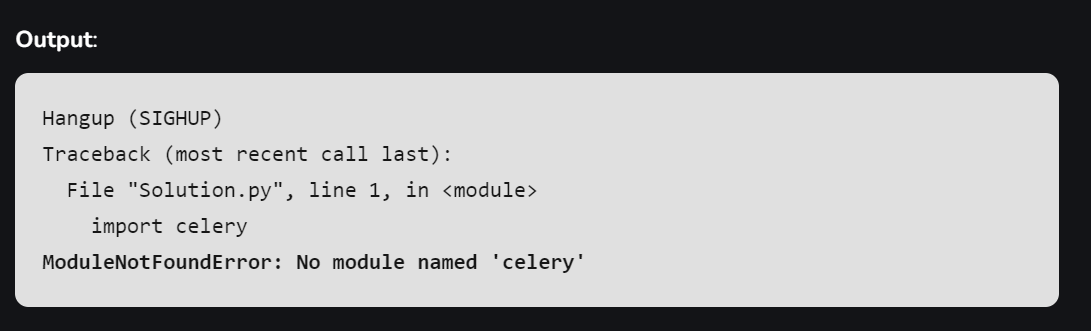 Output:
Hangup (SIGHUP)
Traceback (most recent call last):
  File "Solution.py", line 1, in <module>
    import celery
ModuleNotFoundError: No module named 'celery'